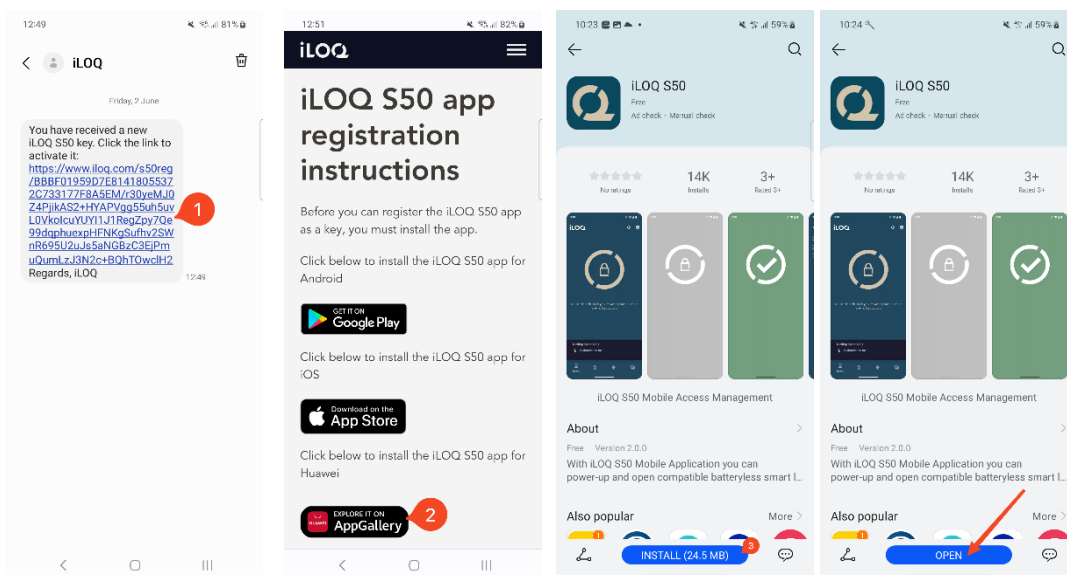 12:49
81%
iLOQ
Friday, 2 June
You have received a new
iLOQ S50 key. Click the link to
activate it:
https://www.iloq.com/s50reg
/BBBF01959D7E8141805537
2C733177F8A5EM/r30yeMJ0
Z4PjikAS2+HYAPVgg55uh5uv
L0VkolcuYUYI1J1RegZpy7Qe
99dqphuexpHFNKgSufhv2SW
nR695U2uJs5aNGBzC3EjPm
uQumLzJ3N2c+BQhTOwclH2
Regards, iLOQ
12:49
1
12:51
82%
iLOQ
iLOQ S50 app
registration
instructions
Before you can register the iLOQ S50 app
as a key, you must install the app.
Click below to install the iLOQ S50 app for
Android
GET IT ON
Google Play
Click below to install the iLOQ S50 app for
iOS
Download on the
App Store
Click below to install the iLOQ S50 app for
Huawei
HUAWEI
EXPLORE IT ON
AppGallery
2
10:23
59%
iLOQ S50
Free
Ad check · Manual check
No ratings
14K
Installs
3+
Rated 3+
iLOQ
iLOQ S50 Mobile Access Management
About
Free Version 2.0.0
With iLOQ S50 Mobile Application you can
power-up and open compatible batteryless smart l...
Also popular
More
INSTALL (24.5 MB)
3
10:24
59%
iLOQ S50
Free
Ad check · Manual check
No ratings
14K
Installs
3+
Rated 3+
iLOQ
iLOQ S50 Mobile Access Management
About
Free Version 2.0.0
With iLOQ S50 Mobile Application you can
power-up and open compatible batteryless smart l...
Also popular
More
OPEN